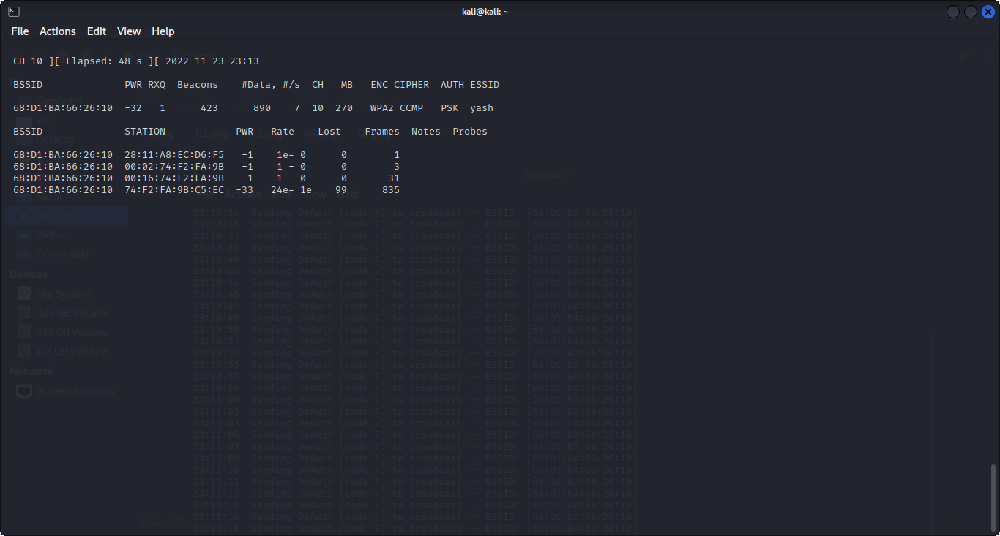 kali@kali: ~
File Actions Edit View Help
CH 10 ][ Elapsed: 48 s ][ 2022-11-23 23:13
BSSID PWR RXQ Beacons #Data, #/s CH MB ENC CIPHER AUTH ESSID
68:D1:BA:66:26:10 -32 1 423 890 7 10 270 WPA2 CCMP PSK yash
BSSID STATION PWR Rate Lost Frames Notes Probes
68:D1:BA:66:26:10 28:11:A8:EC:D6:F5 -1 1e- 0 0 1
68:D1:BA:66:26:10 00:02:74:F2:FA:9B -1 1 - 0 0 3
68:D1:BA:66:26:10 00:16:74:F2:FA:9B -1 1 - 0 0 31
68:D1:BA:66:26:10 74:F2:FA:9B:C5:EC -33 24e- 1e 99 835
Computer
kali
Desktop
02.png
Music
Pictures
Videos
Downloads
Devices
File System
423 GB Volume
419 GB Volume
157 GB Volume
Network
Browse Network
kali@kali: ~
File Actions Edit View Help
23:10:34 Sending DeAuth (code 7) to broadcast -- BSSID: [68:D1:BA:66:26:10]
23:10:35 Sending DeAuth (code 7) to broadcast -- BSSID: [68:D1:BA:66:26:10]
23:10:37 Sending DeAuth (code 7) to broadcast -- BSSID: [68:D1:BA:66:26:10]
23:10:39 Sending DeAuth (code 7) to broadcast -- BSSID: [68:D1:BA:66:26:10]
23:10:40 Sending DeAuth (code 7) to broadcast -- BSSID: [68:D1:BA:66:26:10]
23:10:42 Sending DeAuth (code 7) to broadcast -- BSSID: [68:D1:BA:66:26:10]
23:10:44 Sending DeAuth (code 7) to broadcast -- BSSID: [68:D1:BA:66:26:10]
23:10:45 Sending DeAuth (code 7) to broadcast -- BSSID: [68:D1:BA:66:26:10]
23:10:47 Sending DeAuth (code 7) to broadcast -- BSSID: [68:D1:BA:66:26:10]
23:10:49 Sending DeAuth (code 7) to broadcast -- BSSID: [68:D1:BA:66:26:10]
23:10:50 Sending DeAuth (code 7) to broadcast -- BSSID: [68:D1:BA:66:26:10]
23:10:52 Sending DeAuth (code 7) to broadcast -- BSSID: [68:D1:BA:66:26:10]
23:10:52 Sending DeAuth (code 7) to broadcast -- BSSID: [68:D1:BA:66:26:10]
23:10:55 Sending DeAuth (code 7) to broadcast -- BSSID: [68:D1:BA:66:26:10]
23:10:57 Sending DeAuth (code 7) to broadcast -- BSSID: [68:D1:BA:66:26:10]
23:10:58 Sending DeAuth (code 7) to broadcast -- BSSID: [68:D1:BA:66:26:10]
23:11:00 Sending DeAuth (code 7) to broadcast -- BSSID: [68:D1:BA:66:26:10]
23:11:02 Sending DeAuth (code 7) to broadcast -- BSSID: [68:D1:BA:66:26:10]
23:11:03 Sending DeAuth (code 7) to broadcast -- BSSID: [68:D1:BA:66:26:10]
23:11:05 Sending DeAuth (code 7) to broadcast -- BSSID: [68:D1:BA:66:26:10]
23:11:07 Sending DeAuth (code 7) to broadcast -- BSSID: [68:D1:BA:66:26:10]
23:11:08 Sending DeAuth (code 7) to broadcast -- BSSID: [68:D1:BA:66:26:10]
23:11:10 Sending DeAuth (code 7) to broadcast -- BSSID: [68:D1:BA:66:26:10]
23:11:11 Sending DeAuth (code 7) to broadcast -- BSSID: [68:D1:BA:66:26:10]
23:11:13 Sending DeAuth (code 7) to broadcast -- BSSID: [68:D1:BA:66:26:10]
23:11:15 Sending DeAuth (code 7) to broadcast -- BSSID: [68:D1:BA:66:26:10]
23:11:16 Sending DeAuth (code 7) to broadcast -- BSSID: [68:D1:BA:66:26:10]
23:11:18 Sending DeAuth (code 7) to broadcast -- BSSID: [68:D1:BA:66:26:10]
5 files: